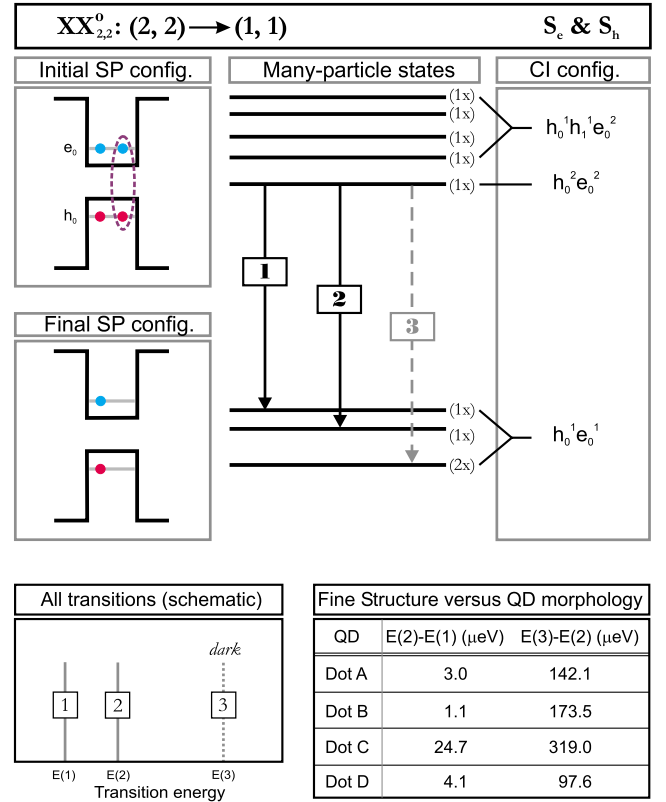 XX⁰₂,₂: (2, 2) → (1, 1) Sₑ & Sₕ
Initial SP config. Many-particle states CI config.
e₀
h₀
(1x)
(1x)
(1x)
(1x)
h₀¹h₁¹e₀²
(1x)
h₀²e₀²
1
2
3
Final SP config.
(1x)
(1x)
(2x)
h₀¹e₀¹
All transitions (schematic)
dark
1 2 3
E(1) E(2) E(3)
Transition energy
Fine Structure versus QD morphology
QD E(2)-E(1) (μeV) E(3)-E(2) (μeV)
Dot A 3.0 142.1
Dot B 1.1 173.5
Dot C 24.7 319.0
Dot D 4.1 97.6